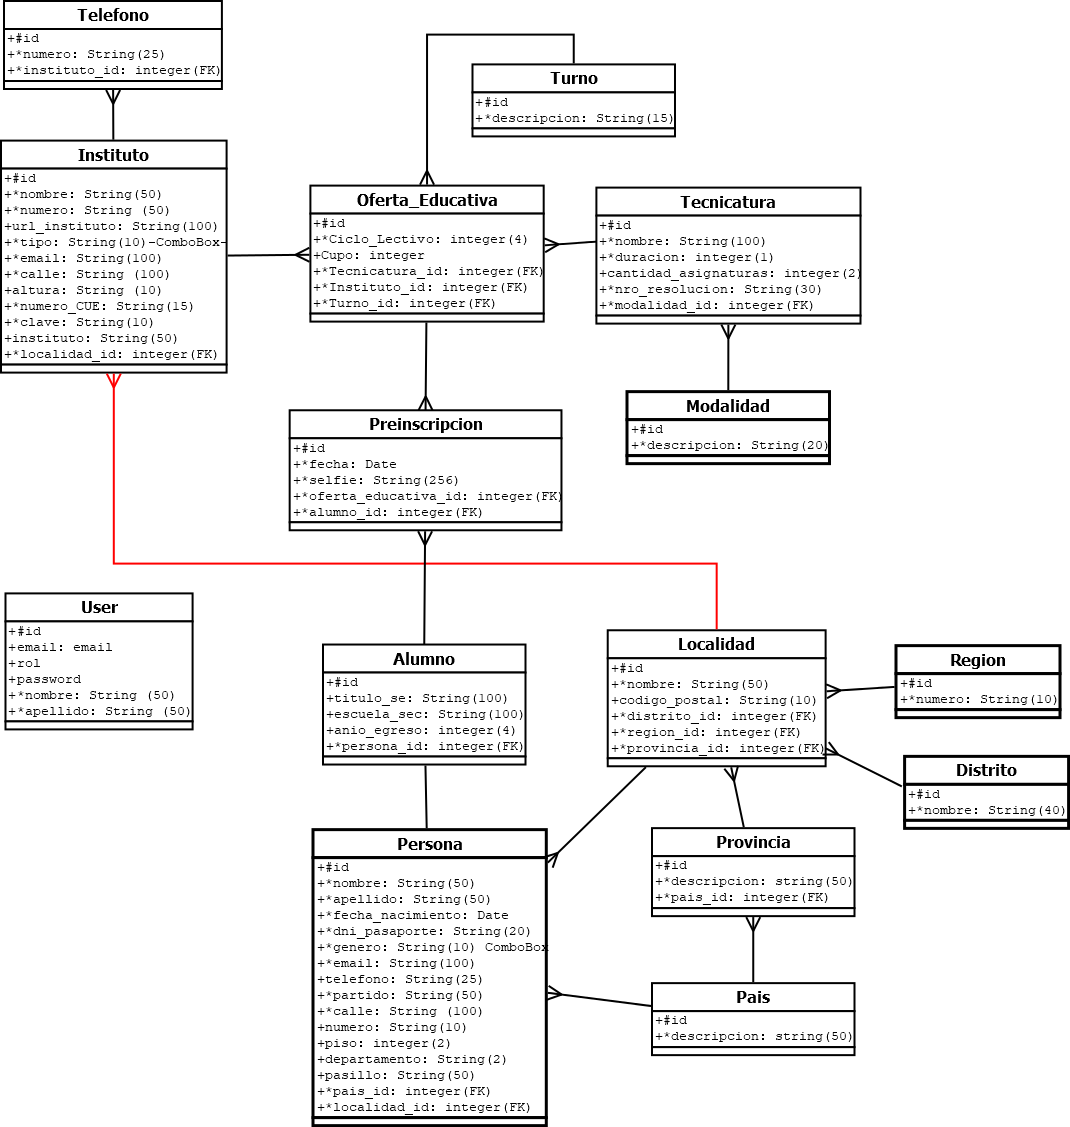 Telefono
+#id
+*numero: String(25)
+*instituto_id: integer(FK)
Turno
+#id
+*descripcion: String(15)
Instituto
+#id
+*nombre: String(50)
+*numero: String (50)
+url_instituto: String(100)
+*tipo: String(10)-ComboBox-
+*email: String(100)
+*calle: String (100)
+altura: String (10)
+*numero_CUE: String(15)
+*clave: String(10)
+instituto: String(50)
+*localidad_id: integer(FK)
Oferta_Educativa
+#id
+*Ciclo_Lectivo: integer(4)
+Cupo: integer
+*Tecnicatura_id: integer(FK)
+*Instituto_id: integer(FK)
+*Turno_id: integer(FK)
Tecnicatura
+#id
+*nombre: String(100)
+*duracion: integer(1)
+cantidad_asignaturas: integer(2)
+*nro_resolucion: String(30)
+*modalidad_id: integer(FK)
Modalidad
+#id
+*descripcion: String(20)
Preinscripcion
+#id
+*fecha: Date
+*selfie: String(256)
+*oferta_educativa_id: integer(FK)
+*alumno_id: integer(FK)
User
+#id
+email: email
+rol
+password
+*nombre: String (50)
+*apellido: String (50)
Alumno
+#id
+titulo_se: String(100)
+escuela_sec: String(100)
+anio_egreso: integer(4)
+*persona_id: integer(FK)
Localidad
+#id
+*nombre: String(50)
+codigo_postal: String(10)
+*distrito_id: integer(FK)
+*region_id: integer(FK)
+*provincia_id: integer(FK)
Region
+#id
+*numero: String(10)
Distrito
+#id
+*nombre: String(40)
Persona
+#id
+*nombre: String(50)
+*apellido: String(50)
+*fecha_nacimiento: Date
+*dni_pasaporte: String(20)
+*genero: String(10) ComboBox
+*email: String(100)
+telefono: String(25)
+*partido: String(50)
+*calle: String (100)
+numero: String(10)
+piso: integer(2)
+departamento: String(2)
+pasillo: String(50)
+*pais_id: integer(FK)
+*localidad_id: integer(FK)
Provincia
+#id
+*descripcion: string(50)
+*pais_id: integer(FK)
Pais
+#id
+*descripcion: string(50)